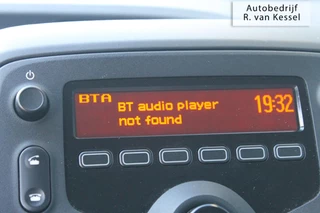 Autobedrijf
R. van Kessel
BTA
BT audio player
not found
19:32